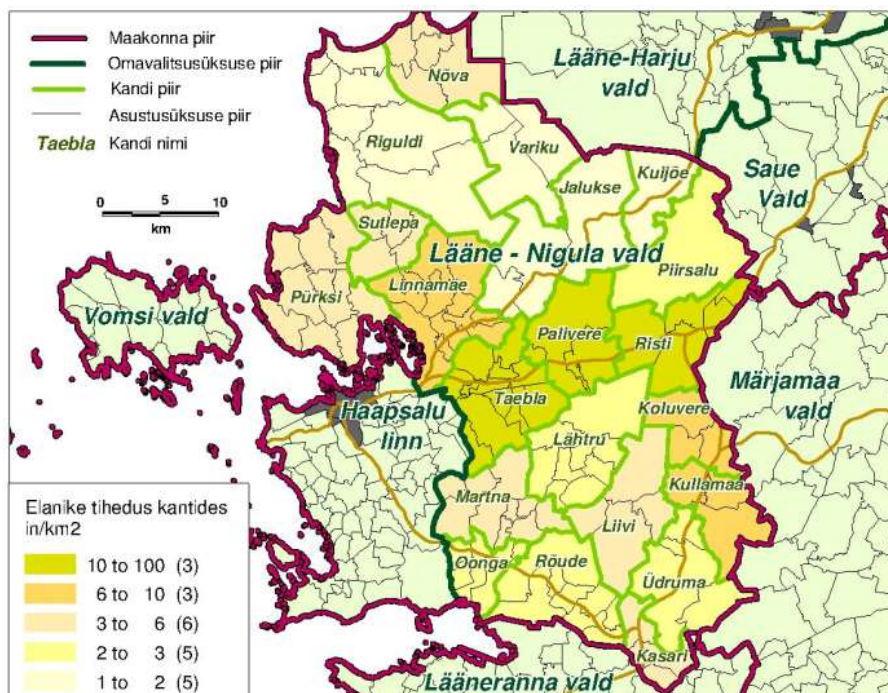 Maakonna piir
Omavalitsusüksuse piir
Kandi piir
Asustusüksuse piir
Taebla Kandi nimi
0 5 10
km
Lääne-Harju
vald
Nõva
Riguldi
Variku
Jalukse
Kuijõe
Saue
Vald
Sutlepa
Lääne - Nigula vald
Piirsalu
Linnamäe
Pürksi
Vormsi vald
Palivere
Risti
Märjamaa
vald
Taebla
Haapsalu
linn
Koluvere
Lähtru
Kullamaa
Martna
Liivi
Oonga
Rõude
Üdruma
Kasari
Lääneranna vald
Elanike tihedus kantides
in/km2
10 to 100 (3)
6 to 10 (3)
3 to 6 (6)
2 to 3 (5)
1 to 2 (5)